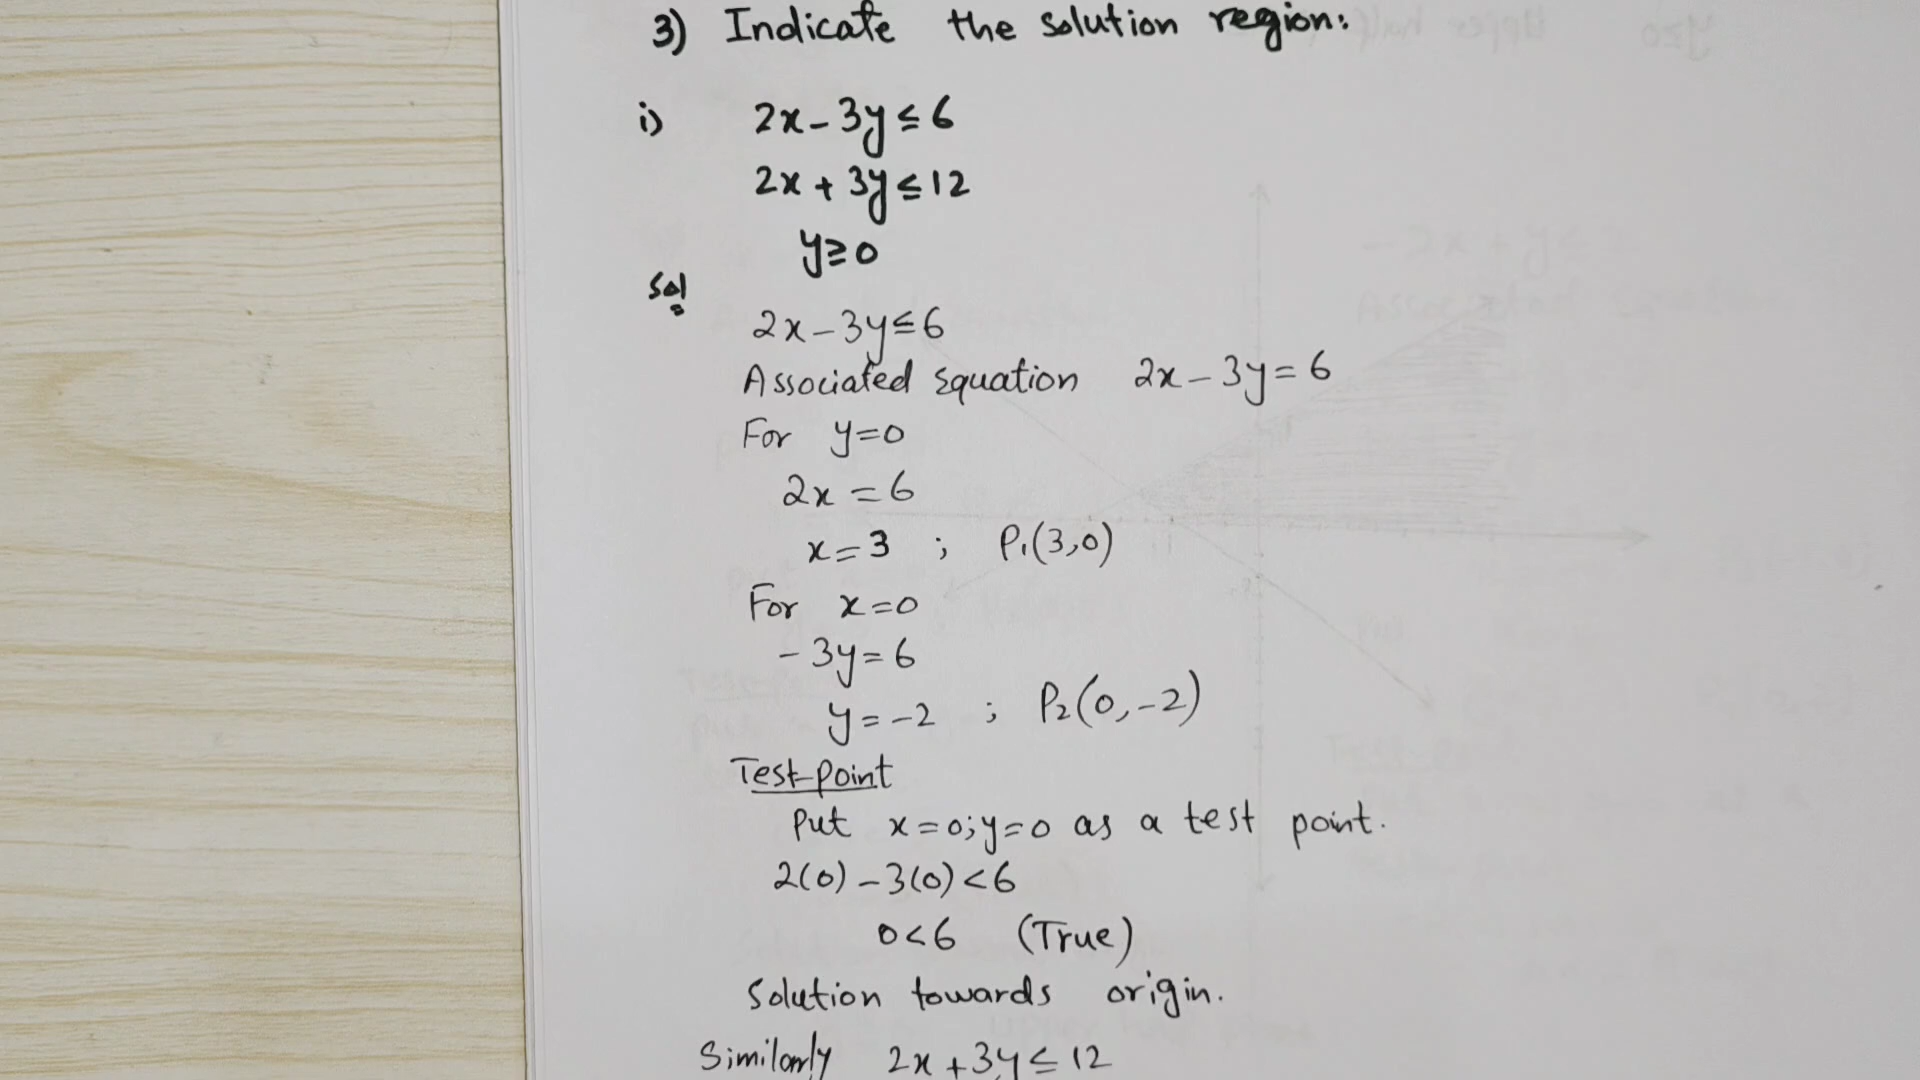 3) Indicate the solution region:
i) 2x - 3y ≤ 6
2x + 3y ≤ 12
y ≥ 0
Sol
2x - 3y ≤ 6
Associated Equation 2x - 3y = 6
For y = 0
2x = 6
x = 3 ; P₁(3,0)
For x = 0
- 3y = 6
y = -2 ; P₂(0,-2)
Test-point
Put x = 0; y = 0 as a test point.
2(0) - 3(0) < 6
0 < 6 (True)
Solution towards origin.
Similarly 2x + 3y ≤ 12